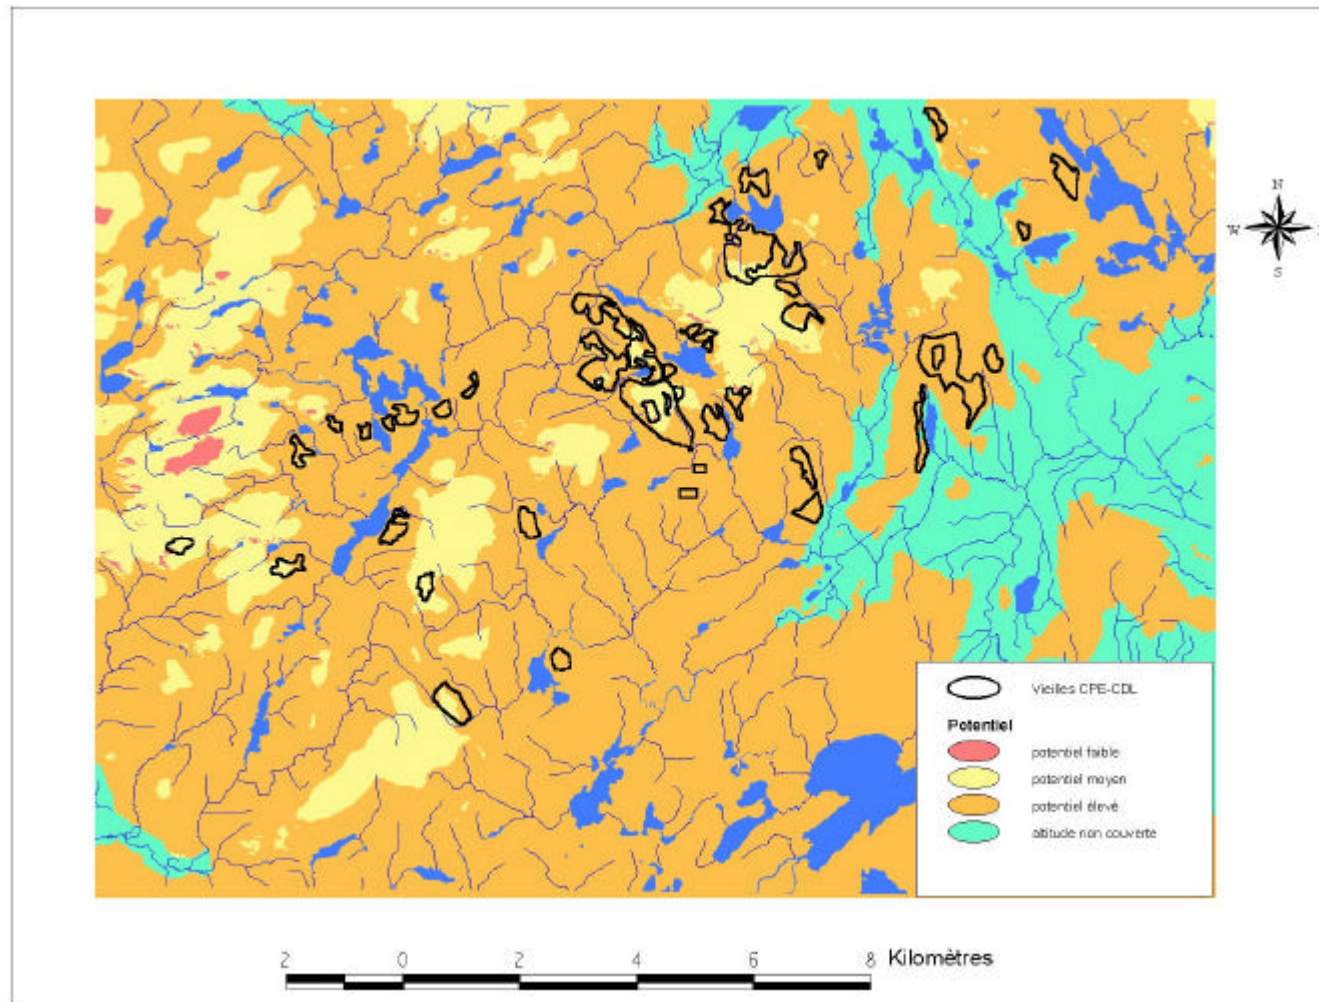 N
W
S
Vieilles CPE-CDL
Potentiel
potentiel faible
potentiel moyen
potentiel élevé
altitude non couverte
2 0 2 4 6 8 Kilomètres